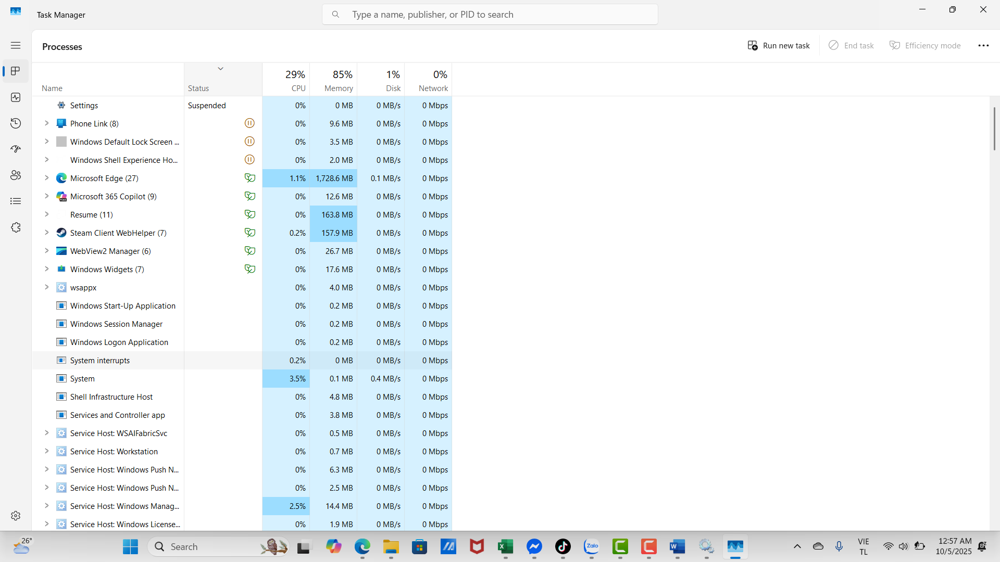 Task Manager
Type a name, publisher, or PID to search
Processes
Run new task
End task
Efficiency mode
29% 85% 1% 0%
Name Status CPU Memory Disk Network
Settings Suspended 0% 0 MB 0 MB/s 0 Mbps
Phone Link (8) 0% 9.6 MB 0 MB/s 0 Mbps
Windows Default Lock Screen ... 0% 3.5 MB 0 MB/s 0 Mbps
Windows Shell Experience Ho... 0% 2.0 MB 0 MB/s 0 Mbps
Microsoft Edge (27) 1.1% 1,728.6 MB 0.1 MB/s 0 Mbps
Microsoft 365 Copilot (9) 0% 12.6 MB 0 MB/s 0 Mbps
Resume (11) 0% 163.8 MB 0 MB/s 0 Mbps
Steam Client WebHelper (7) 0.2% 157.9 MB 0 MB/s 0 Mbps
WebView2 Manager (6) 0% 26.7 MB 0 MB/s 0 Mbps
Windows Widgets (7) 0% 17.6 MB 0 MB/s 0 Mbps
wsappx 0% 4.0 MB 0 MB/s 0 Mbps
Windows Start-Up Application 0% 0.2 MB 0 MB/s 0 Mbps
Windows Session Manager 0% 0.2 MB 0 MB/s 0 Mbps
Windows Logon Application 0% 0.2 MB 0 MB/s 0 Mbps
System interrupts 0.2% 0 MB 0 MB/s 0 Mbps
System 3.5% 0.1 MB 0.4 MB/s 0 Mbps
Shell Infrastructure Host 0% 4.8 MB 0 MB/s 0 Mbps
Services and Controller app 0% 3.8 MB 0 MB/s 0 Mbps
Service Host: WSAIFabricSvc 0% 0.5 MB 0 MB/s 0 Mbps
Service Host: Workstation 0% 0.7 MB 0 MB/s 0 Mbps
Service Host: Windows Push N... 0% 6.3 MB 0 MB/s 0 Mbps
Service Host: Windows Push N... 0% 2.5 MB 0 MB/s 0 Mbps
Service Host: Windows Manag... 2.5% 14.4 MB 0 MB/s 0 Mbps
Service Host: Windows License... 0% 1.9 MB 0 MB/s 0 Mbps
26°
Search
Zalo
VIE
TL
12:57 AM
10/5/2025